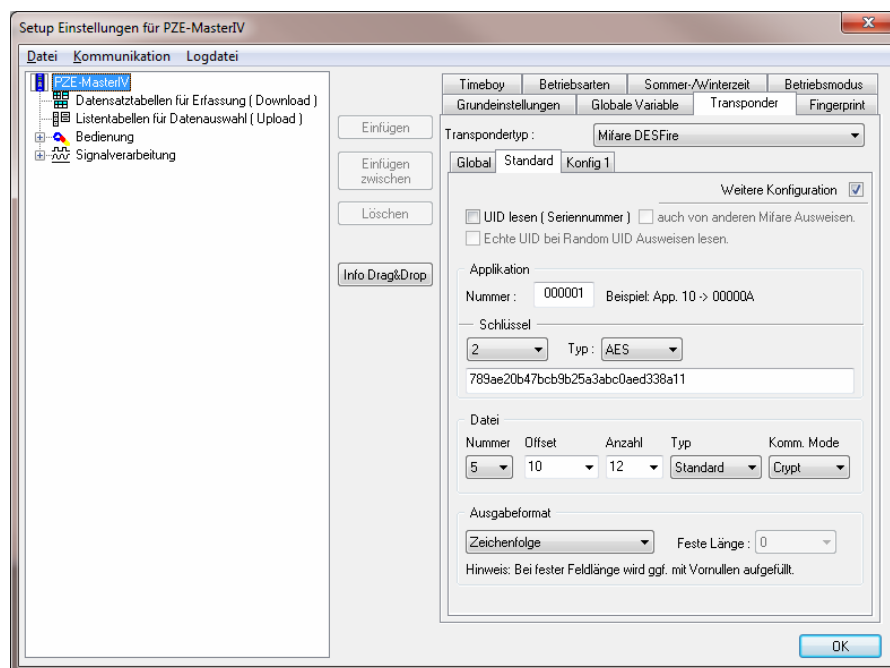 Setup Einstellungen für PZE-MasterIV
Datei Kommunikation Logdatei
PZE-MasterIV
Datensatztabellen für Erfassung ( Download )
Listentabellen für Datenauswahl ( Upload )
Bedienung
Signalverarbeitung
Einfügen
Einfügen
zwischen
Löschen
Info Drag&Drop
Timeboy Betriebsarten Sommer-/Winterzeit Betriebsmodus
Grundeinstellungen Globale Variable Transponder Fingerprint
Transpondertyp : Mifare DESFire
Global Standard Konfig 1
Weitere Konfiguration
UID lesen ( Seriennummer ) auch von anderen Mifare Ausweisen.
Echte UID bei Random UID Ausweisen lesen.
Applikation
Nummer : 000001 Beispiel: App. 10 -> 00000A
Schlüssel
2 Typ : AES
789ae20b47bcb9b25a3abc0aed338a11
Datei
Nummer Offset Anzahl Typ Komm. Mode
5 10 12 Standard Crypt
Ausgabeformat
Zeichenfolge Feste Länge : 0
Hinweis: Bei fester Feldlänge wird ggf. mit Vornullen aufgefüllt.
OK